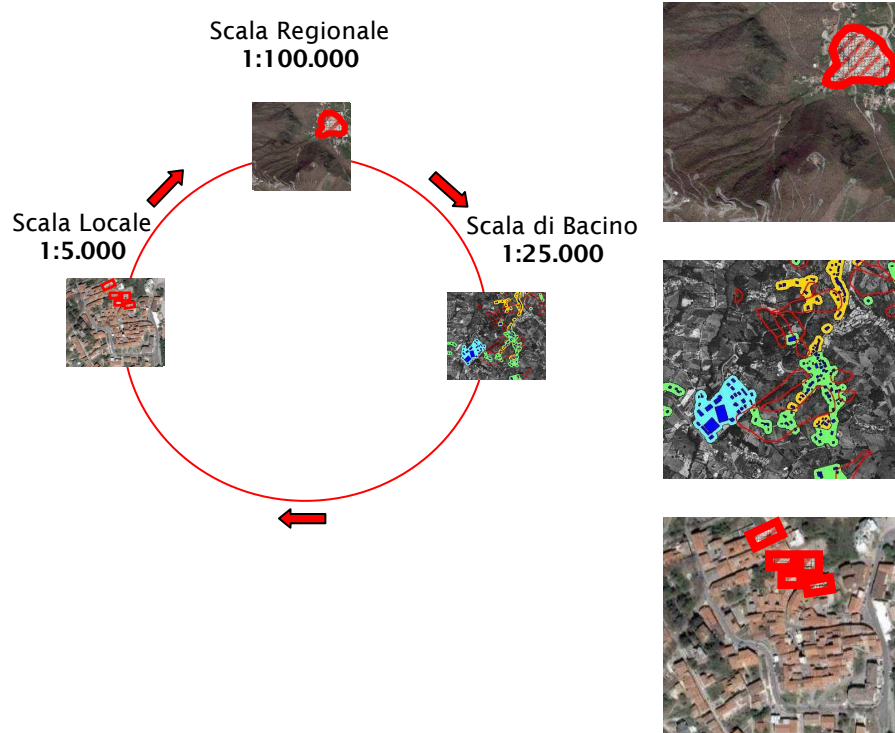 Scala Regionale
1:100.000
Scala Locale
1:5.000
Scala di Bacino
1:25.000